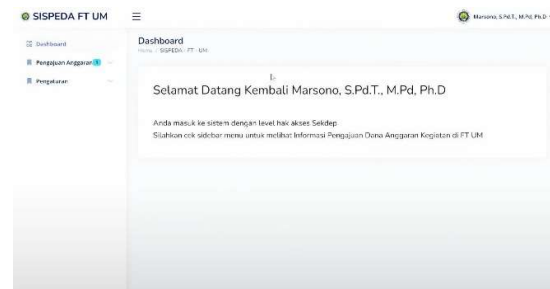 SISPEDA FT UM
Marsono, S.Pd.T., M.Pd, Ph.D
Dashboard
Pengajuan Anggaran
Pengaturan
Dashboard
Home / SISPEDA - FT - UM
Selamat Datang Kembali Marsono, S.Pd.T., M.Pd, Ph.D
Anda masuk ke sistem dengan level hak akses Sekdep
Silahkan cek sidebar menu untuk melihat Informasi Pengajuan Dana Anggaran Kegiatan di FT UM